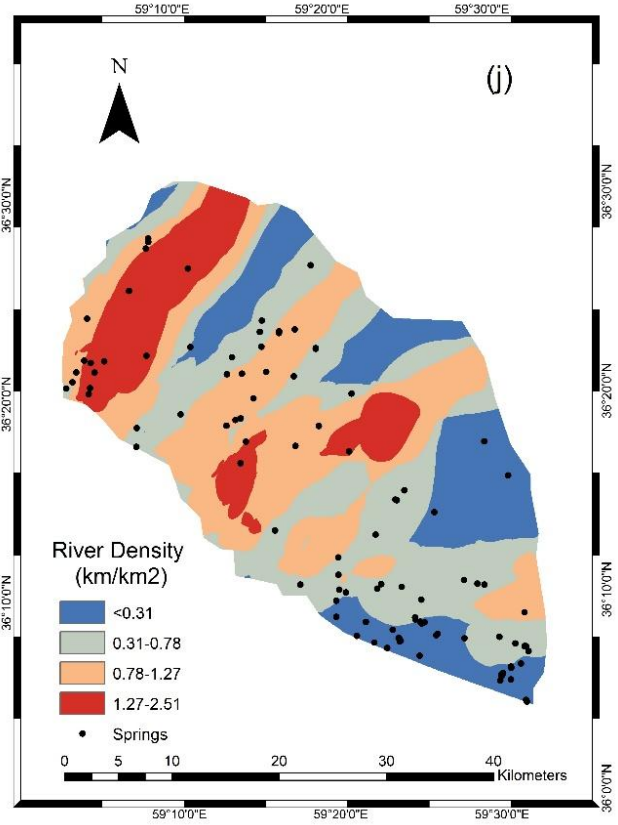 59°10'0"E 59°20'0"E 59°30'0"E
N
(j)
36°30'0"N 36°30'0"N
36°20'0"N 36°20'0"N
River Density
(km/km2)
<0.31
0.31-0.78
0.78-1.27
1.27-2.51
Springs
36°10'0"N 36°10'0"N
0 5 10 20 30 40
Kilometers
36°0'0"N
59°10'0"E 59°20'0"E 59°30'0"E